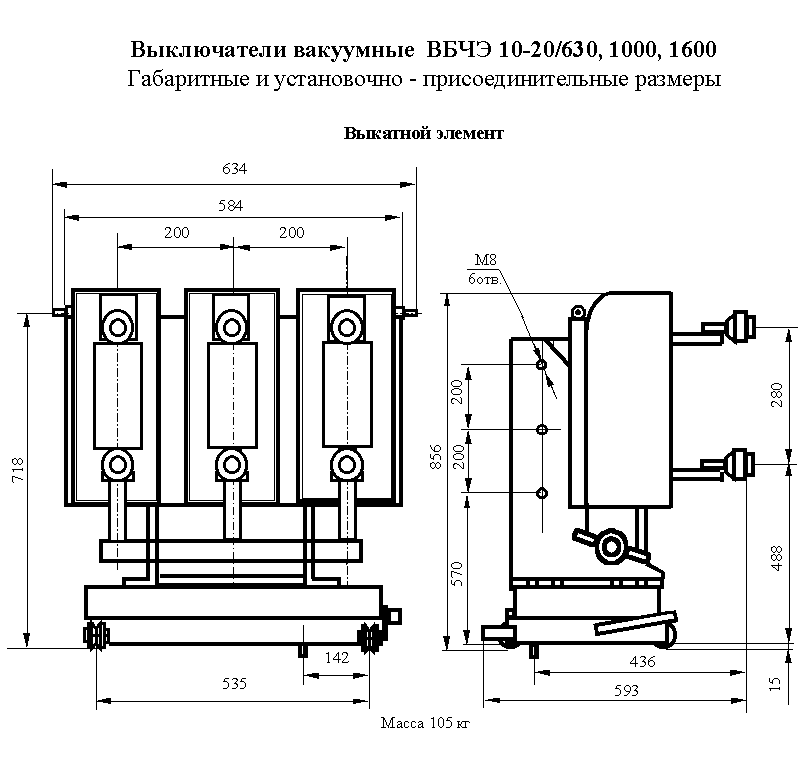 Выключатели вакуумные ВБЧЭ 10-20/630, 1000, 1600
Габаритные и установочно - присоединительные размеры
Выкатной элемент
634
584
200
200
М8
6отв.
200
280
856
718
200
570
488
142
436
535
593
15
Масса 105 кг